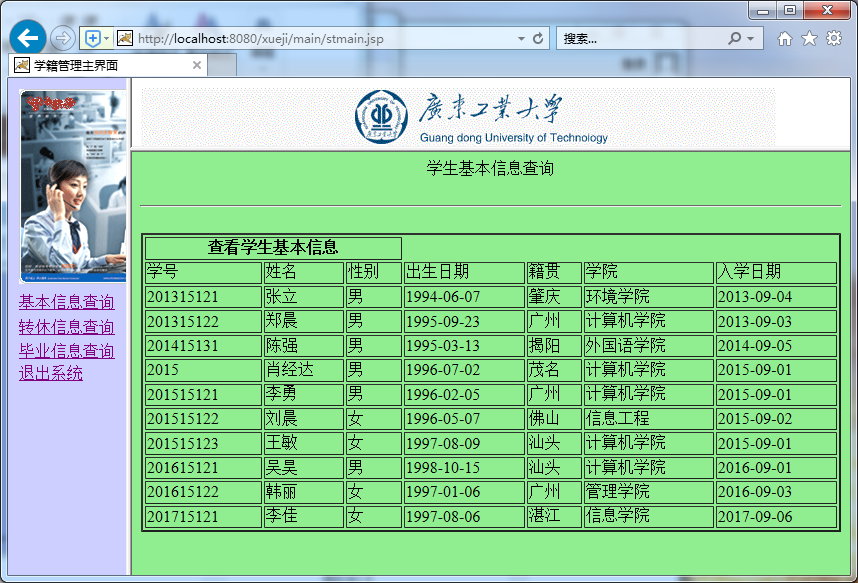 http://localhost:8080/xueji/main/stmain.jsp
搜索...
学籍管理主界面
广东工业大学
Guang dong University of Technology
基本信息查询
转休信息查询
毕业信息查询
退出系统
学生基本信息查询
查看学生基本信息
学号 姓名 性别 出生日期 籍贯 学院 入学日期
201315121 张立 男 1994-06-07 肇庆 环境学院 2013-09-04
201315122 郑晨 男 1995-09-23 广州 计算机学院 2013-09-03
201415131 陈强 男 1995-03-13 揭阳 外国语学院 2014-09-05
2015 肖经达 男 1996-07-02 茂名 计算机学院 2015-09-01
201515121 李勇 男 1996-02-05 广州 计算机学院 2015-09-01
201515122 刘晨 女 1996-05-07 佛山 信息工程 2015-09-02
201515123 王敏 女 1997-08-09 汕头 计算机学院 2015-09-01
201615121 吴昊 男 1998-10-15 汕头 计算机学院 2016-09-01
201615122 韩丽 女 1997-01-06 广州 管理学院 2016-09-03
201715121 李佳 女 1997-08-06 湛江 信息学院 2017-09-06